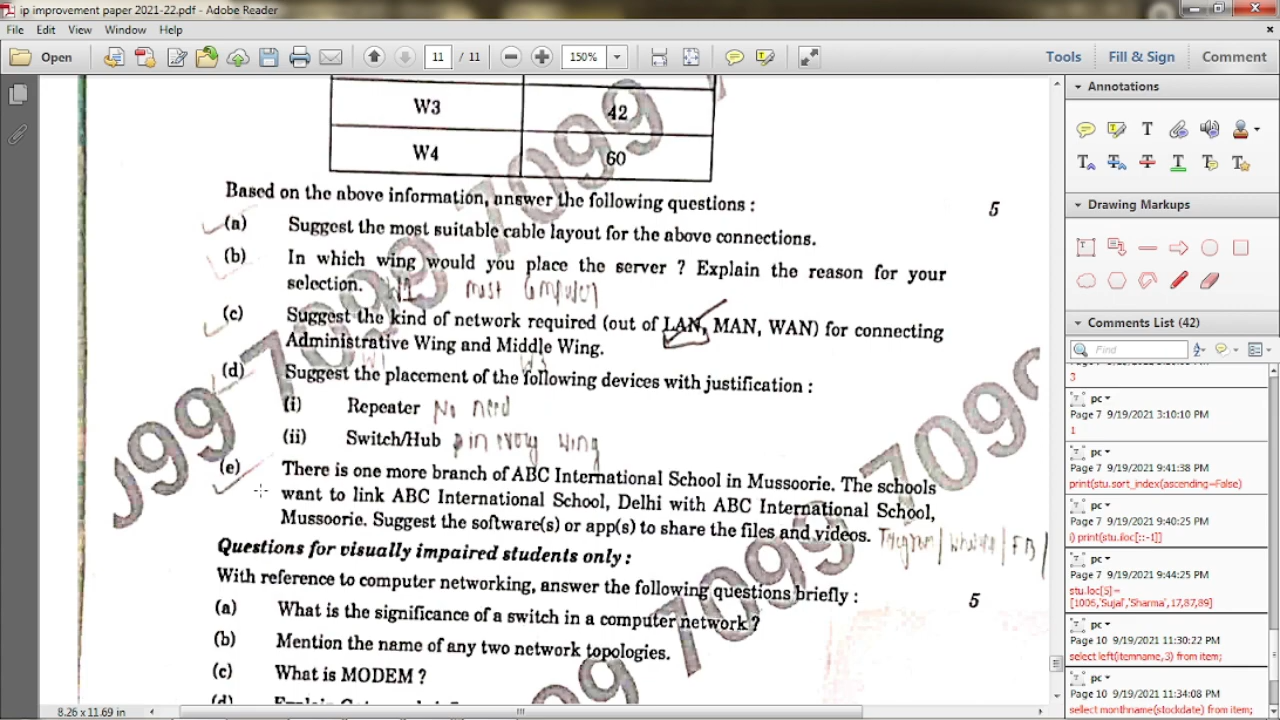 ip improvement paper 2021-22.pdf - Adobe Reader
File Edit View Window Help
Open 11 / 11 150% Tools Fill & Sign Comment
W3 42
W4 60
Based on the above information, answer the following questions : 5
(a) Suggest the most suitable cable layout for the above connections.
(b) In which wing would you place the server ? Explain the reason for your
selection. most Computer
(c) Suggest the kind of network required (out of LAN, MAN, WAN) for connecting
Administrative Wing and Middle Wing.
(d) Suggest the placement of the following devices with justification :
(i) Repeater No need
(ii) Switch/Hub in every wing
(e) There is one more branch of ABC International School in Mussoorie. The schools
want to link ABC International School, Delhi with ABC International School,
Mussoorie. Suggest the software(s) or app(s) to share the files and videos. Telegram / WhatsApp / FB /
Questions for visually impaired students only :
With reference to computer networking, answer the following questions briefly : 5
(a) What is the significance of a switch in a computer network ?
(b) Mention the name of any two network topologies.
(c) What is MODEM ?
(d)
7099 7099 7099
099 7099 7099
8.26 x 11.69 in
Annotations
Drawing Markups
Comments List (42)
Find
3
pc
Page 7 9/19/2021 3:10:10 PM
1
pc
Page 7 9/19/2021 9:41:38 PM
print(stu.sort_index(ascending=False)
pc
Page 7 9/19/2021 9:40:25 PM
i) print(stu.iloc[::-1])
pc
Page 7 9/19/2021 9:44:25 PM
stu.loc[5]=
[1006,'Sujal','Sharma',17,87,89]
pc
Page 10 9/19/2021 11:30:22 PM
select left(itemname,3) from item;
pc
Page 10 9/19/2021 11:34:08 PM
sellect monthname(stockdate) from item;